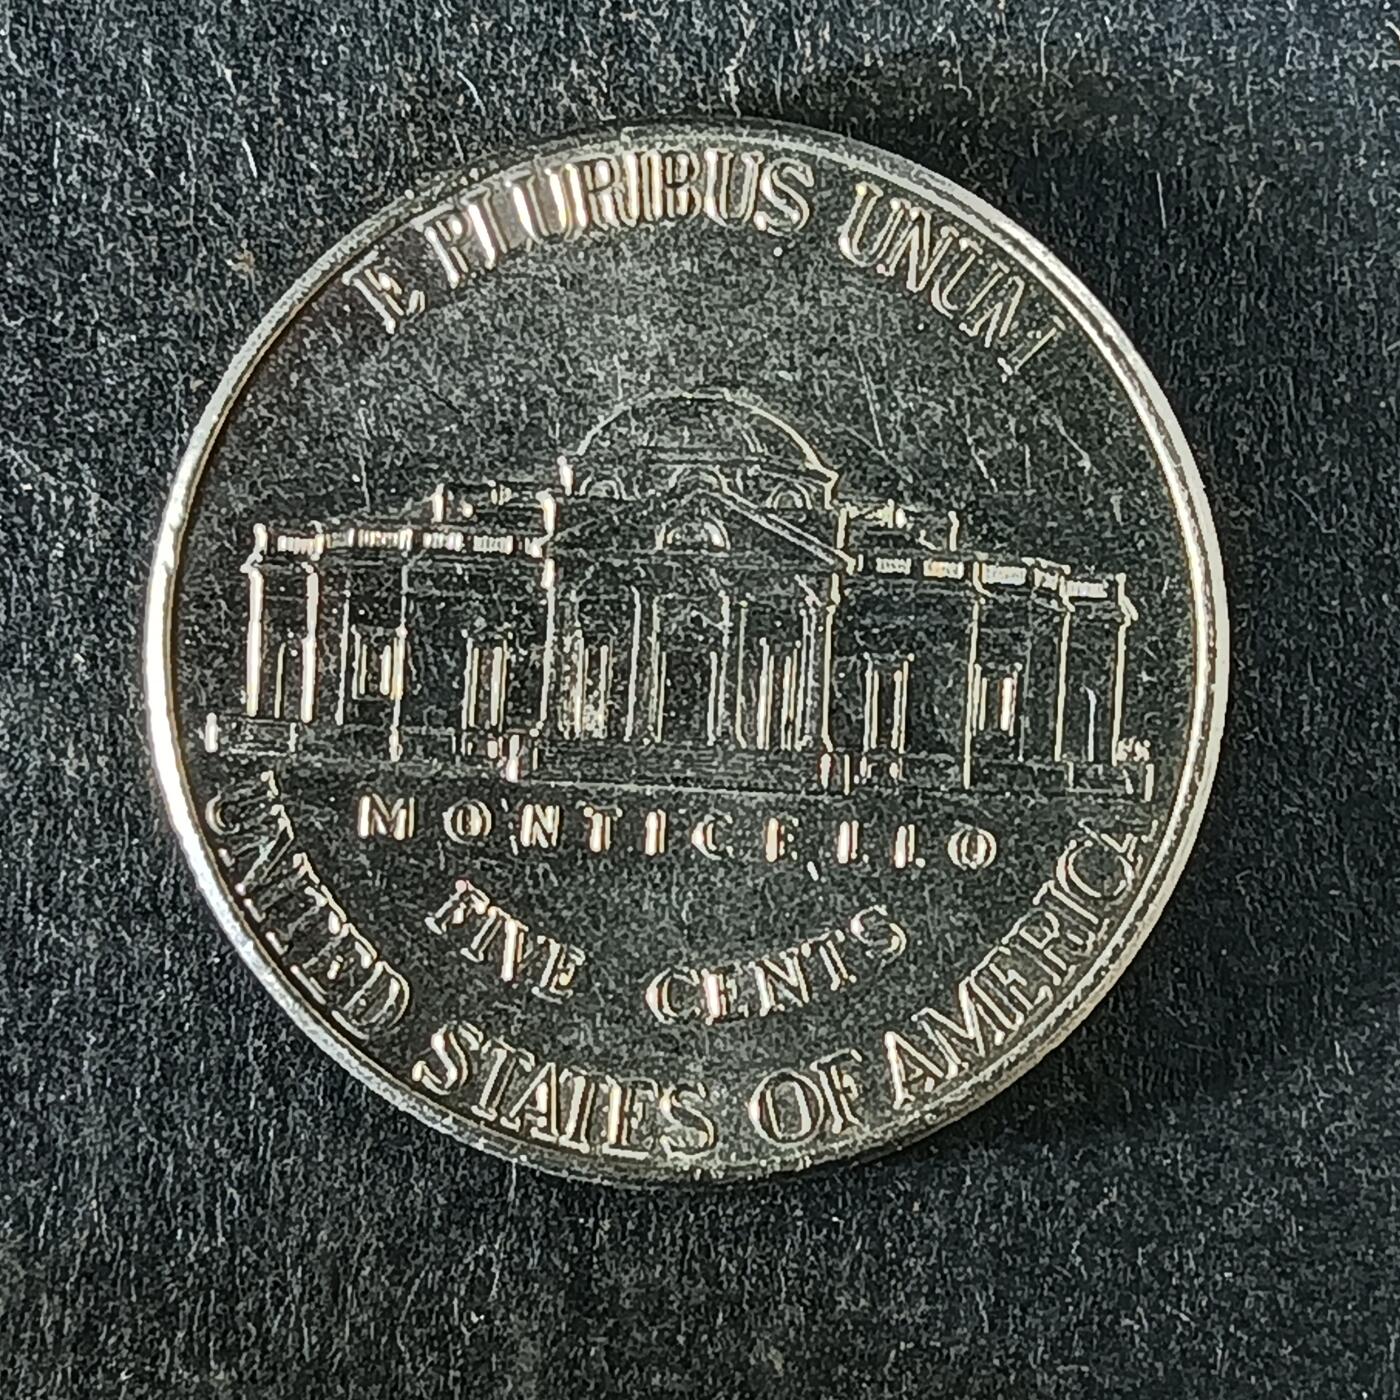 E PLURIBUS UNUM
MONTICELLO
FIVE CENTS
UNITED STATES OF AMERICA